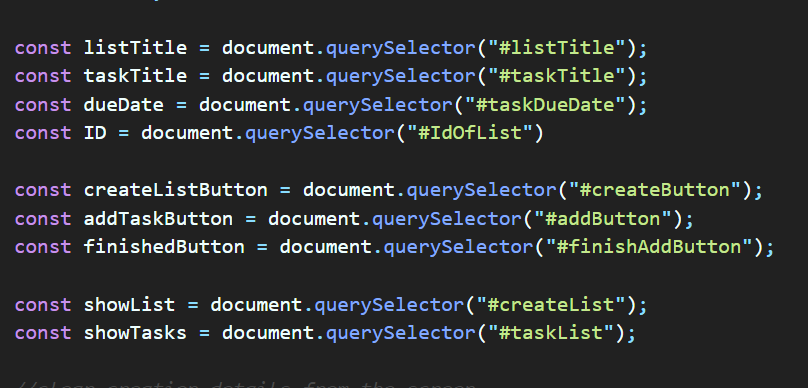 const listTitle = document.querySelector("#listTitle");
const taskTitle = document.querySelector("#taskTitle");
const dueDate = document.querySelector("#taskDueDate");
const ID = document.querySelector("#IdOfList")
const createListButton = document.querySelector("#createButton");
const addTaskButton = document.querySelector("#addButton");
const finishedButton = document.querySelector("#finishAddButton");
const showList = document.querySelector("#createList");
const showTasks = document.querySelector("#taskList");